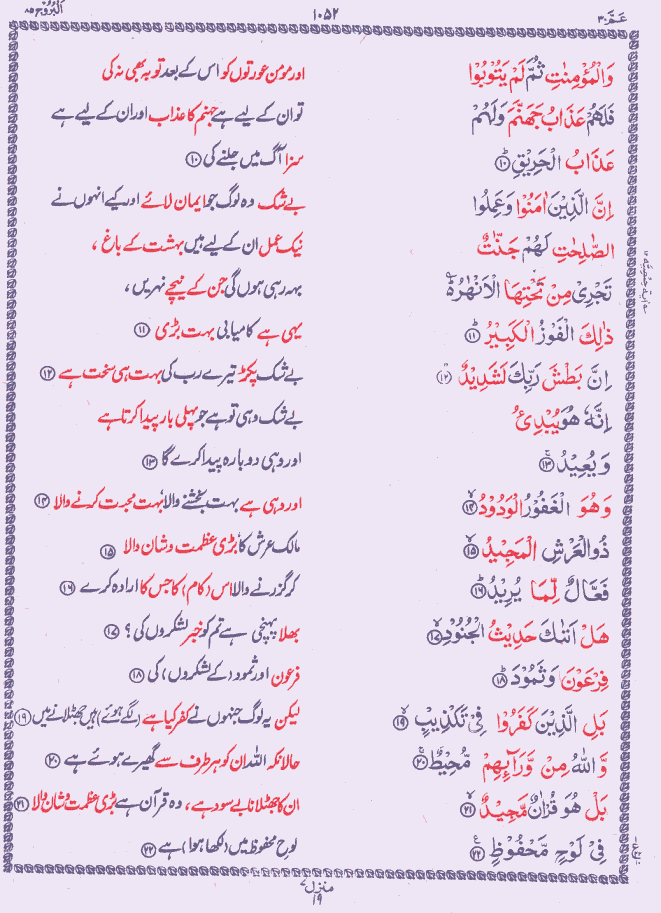 عَمَّ ۳۰
۱۰۵۲
الْبُرُوْج ۸۵
وَالْمُؤْمِنٰتِ ثُمَّ لَمْ يَتُوْبُوْا اور مومن عورتوں کو اس کے بعد توبہ بھی نہ کی
فَلَهُمْ عَذَابُ جَهَنَّمَ وَلَهُمْ تو ان کے لیے ہے جہنم کا عذاب اور ان کے لیے ہے
عَذَابُ الْحَرِيْقِ ۱۰ سزا آگ میں جلنے کی ۱۰
اِنَّ الَّذِيْنَ اٰمَنُوْا وَعَمِلُوا بے شک وہ لوگ جو ایمان لائے اور کیے انہوں نے
الصّٰلِحٰتِ لَهُمْ جَنّٰتٌ نیک عمل ان کے لیے ہیں بہشت کے باغ ،
تَجْرِيْ مِنْ تَحْتِهَا الْاَنْهٰرُ بہہ رہی ہوں گی جن کے نیچے نہریں ،
ذٰلِكَ الْفَوْزُ الْكَبِيْرُ ۱۱ یہی ہے کامیابی بہت بڑی ۱۱
اِنَّ بَطْشَ رَبِّكَ لَشَدِيْدٌ ۱۲ بے شک پکڑ تیرے رب کی بہت ہی سخت ہے ۱۲
اِنَّهٗ هُوَ يُبْدِئُ بے شک وہی تو ہے جو پہلی بار پیدا کرتا ہے
وَيُعِيْدُ ۱۳ اور وہی دوبارہ پیدا کرے گا ۱۳
وَهُوَ الْغَفُوْرُ الْوَدُوْدُ ۱۴ اور وہی ہے بہت بخشنے والا، بہت محبت کرنے والا ۱۴
ذُو الْعَرْشِ الْمَجِيْدُ ۱۵ مالک عرش کا بڑی عظمت و شان والا ۱۵
فَعَّالٌ لِّمَا يُرِيْدُ ۱۶ کر گزرنے والا اس (کام) کا جس کا ارادہ کرے ۱۶
هَلْ اَتٰىكَ حَدِيْثُ الْجُنُوْدِ ۱۷ بھلا پہنچی ہے تم کو خبر لشکروں کی ؟ ۱۷
فِرْعَوْنَ وَثَمُوْدَ ۱۸ فرعون اور ثمود (کے لشکروں) کی ۱۸
بَلِ الَّذِيْنَ كَفَرُوْا فِيْ تَكْذِيْبٍ ۱۹ لیکن یہ لوگ جنہوں نے کفر کیا ہے (لگے ہوئے) ہیں جھٹلانے میں ۱۹
وَّاللّٰهُ مِنْ وَّرَآئِهِمْ مُّحِيْطٌ ۲۰ حالانکہ اللہ ان کو ہر طرف سے گھیرے ہوئے ہے ۲۰
بَلْ هُوَ قُرْاٰنٌ مَّجِيْدٌ ۲۱ ان کا جھٹلانا بے سود ہے ، وہ قرآن ہے بڑی عظمت و شان والا ۲۱
فِيْ لَوْحٍ مَّحْفُوْظٍ ۲۲ لوح محفوظ میں (لکھا ہوا) ہے ۲۲
منزل ۷
۱۹